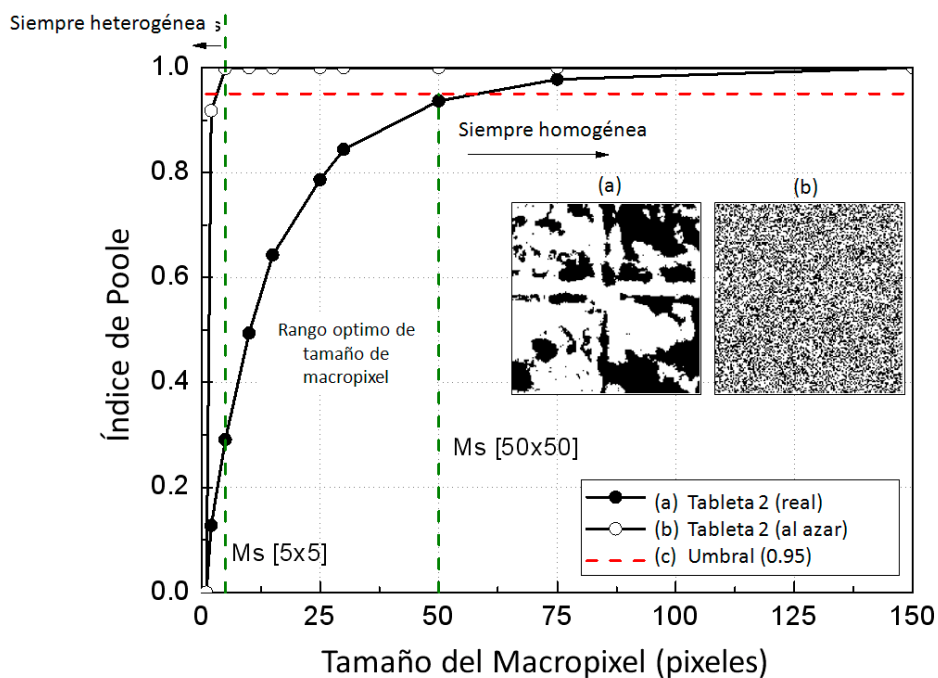 Siempre heterogénea s
1.0
0.8
0.6
0.4
0.2
0.0
Índice de Poole
Siempre homogénea
(a)
(b)
Rango optimo de
tamaño de
macropixel
Ms [50x50]
Ms [5x5]
(a) Tableta 2 (real)
(b) Tableta 2 (al azar)
(c) Umbral (0.95)
0
25
50
75
100
125
150
Tamaño del Macropixel (pixeles)